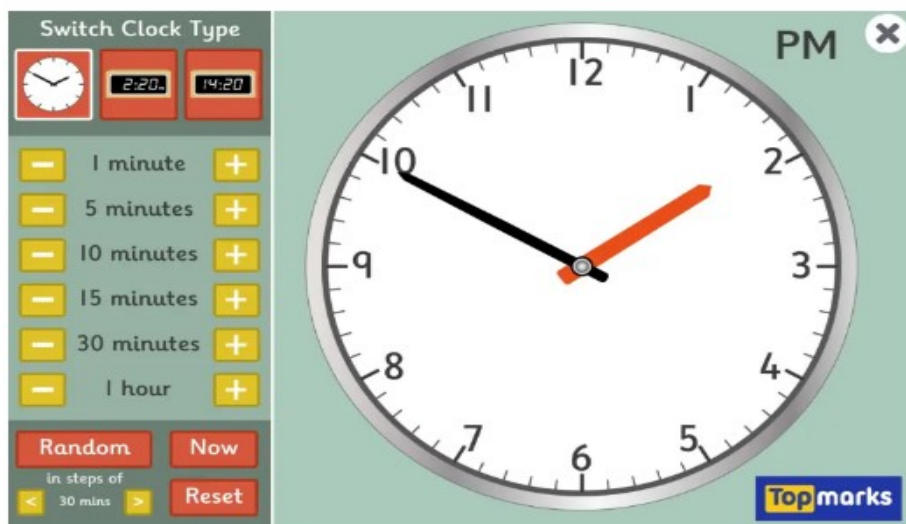 Switch Clock Type
2:20
14:20
− 1 minute +
− 5 minutes +
− 10 minutes +
− 15 minutes +
− 30 minutes +
− 1 hour +
Random
Now
in steps of
< 30 mins >
Reset
PM
12
1
2
3
4
5
6
7
8
9
10
11
Topmarks